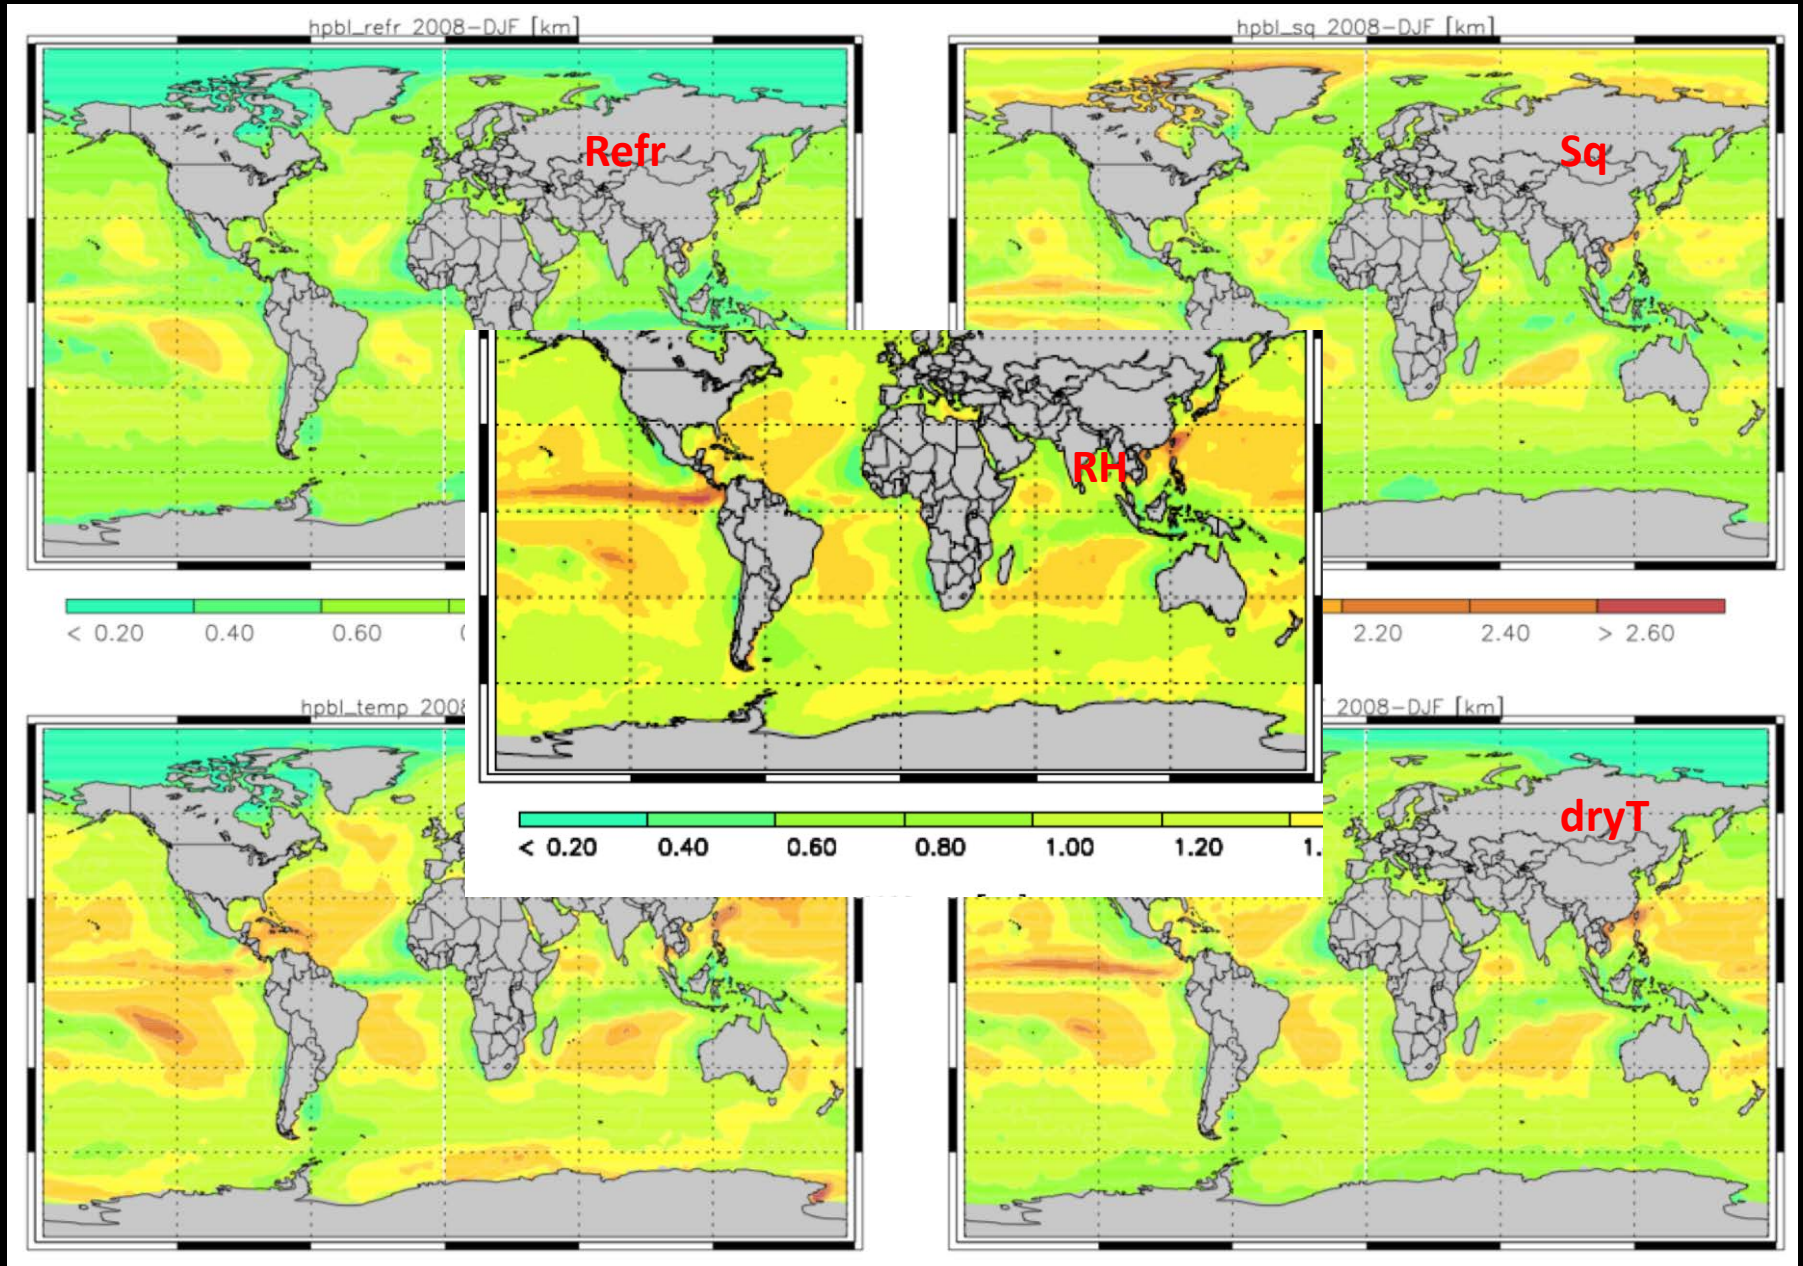 hpbl_refr 2008-DJF [km]
hpbl_sq 2008-DJF [km]
Refr
Sq
RH
< 0.20 0.40 0.60
2.20 2.40 > 2.60
hpbl_temp 2008
2008-DJF [km]
dryT
< 0.20 0.40 0.60 0.80 1.00 1.20 1.